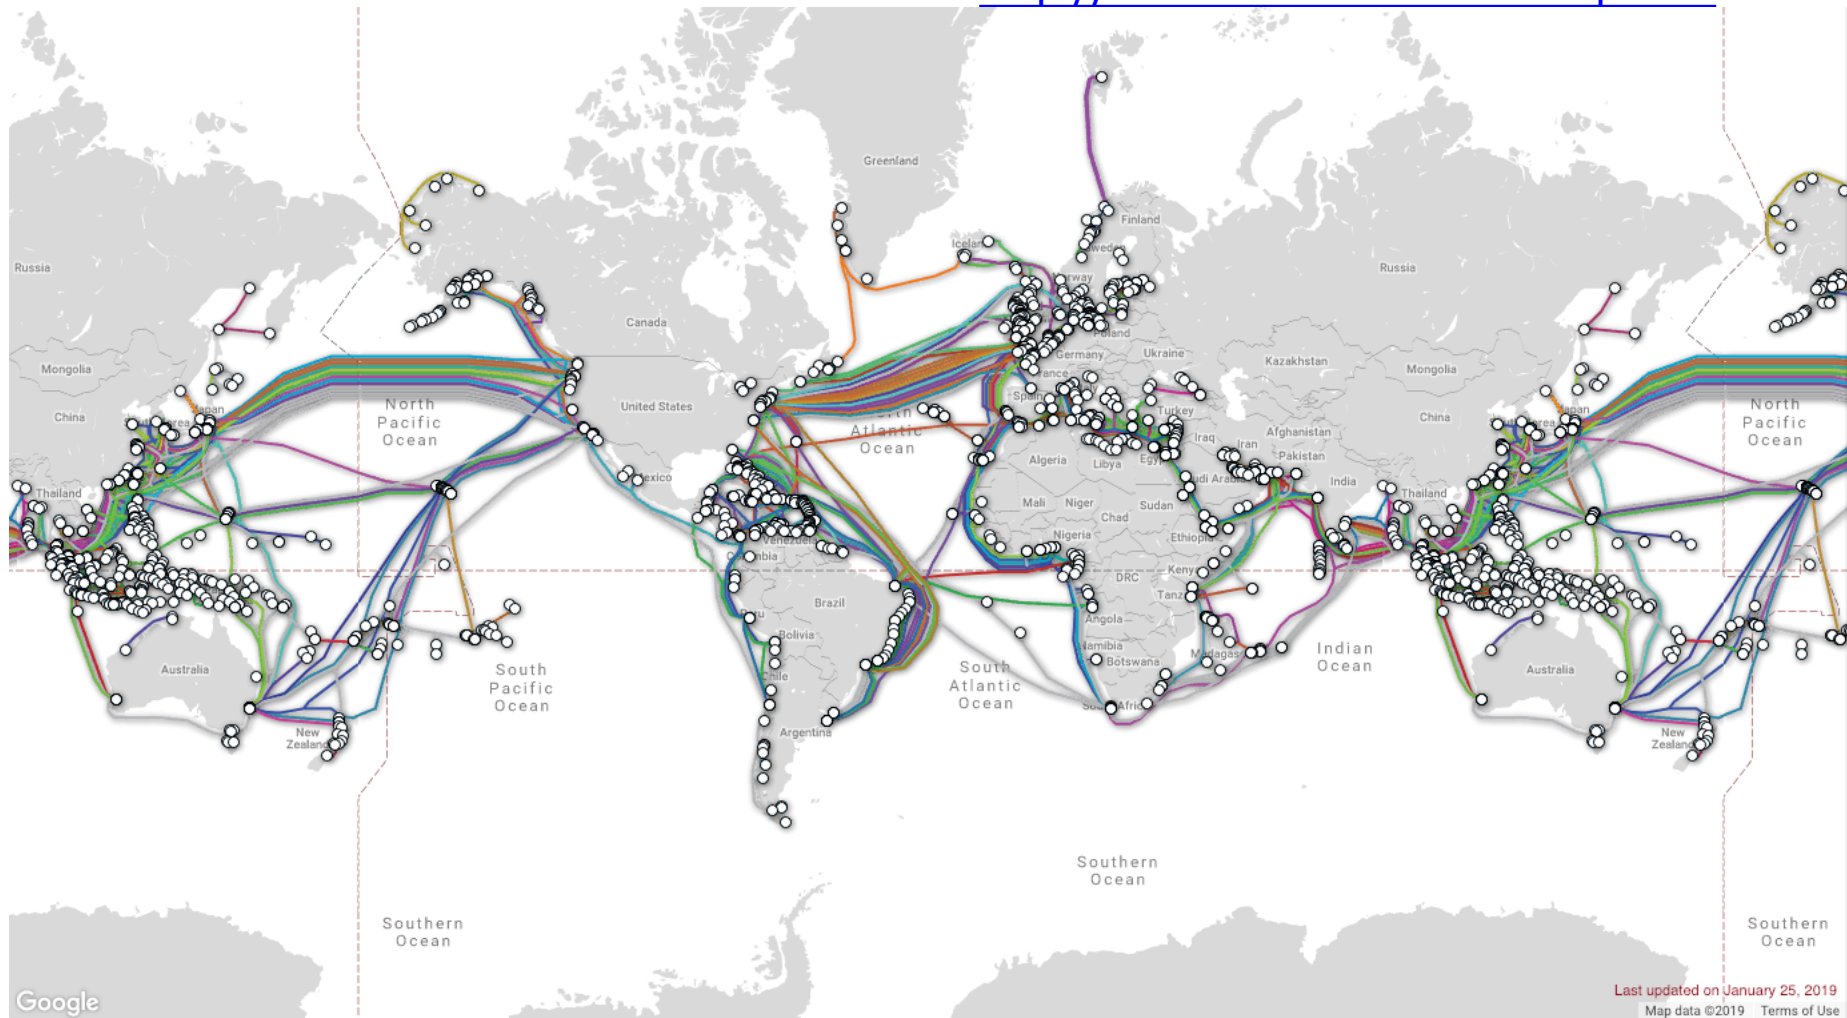 Greenland
Finland
Russia
Canada
Mongolia
China
Thailand
North
Pacific
Ocean
United States
Germany
Poland
Ukraine
Kazakhstan
Mongolia
Russia
Turkey
Iraq
Iran
Afghanistan
Pakistan
China
India
Thailand
North
Pacific
Ocean
Ocean
Algeria
Libya
Mali
Niger
Chad
Sudan
Nigeria
Ethiopia
DRC
Angola
Botswana
Brazil
Bolivia
Chile
Argentina
Australia
New
Zealand
South
Pacific
Ocean
South
Atlantic
Ocean
Indian
Ocean
Australia
New
Zealand
Southern
Ocean
Southern
Ocean
Southern
Ocean
Google
Last updated on January 25, 2019
Map data ©2019
Terms of Use